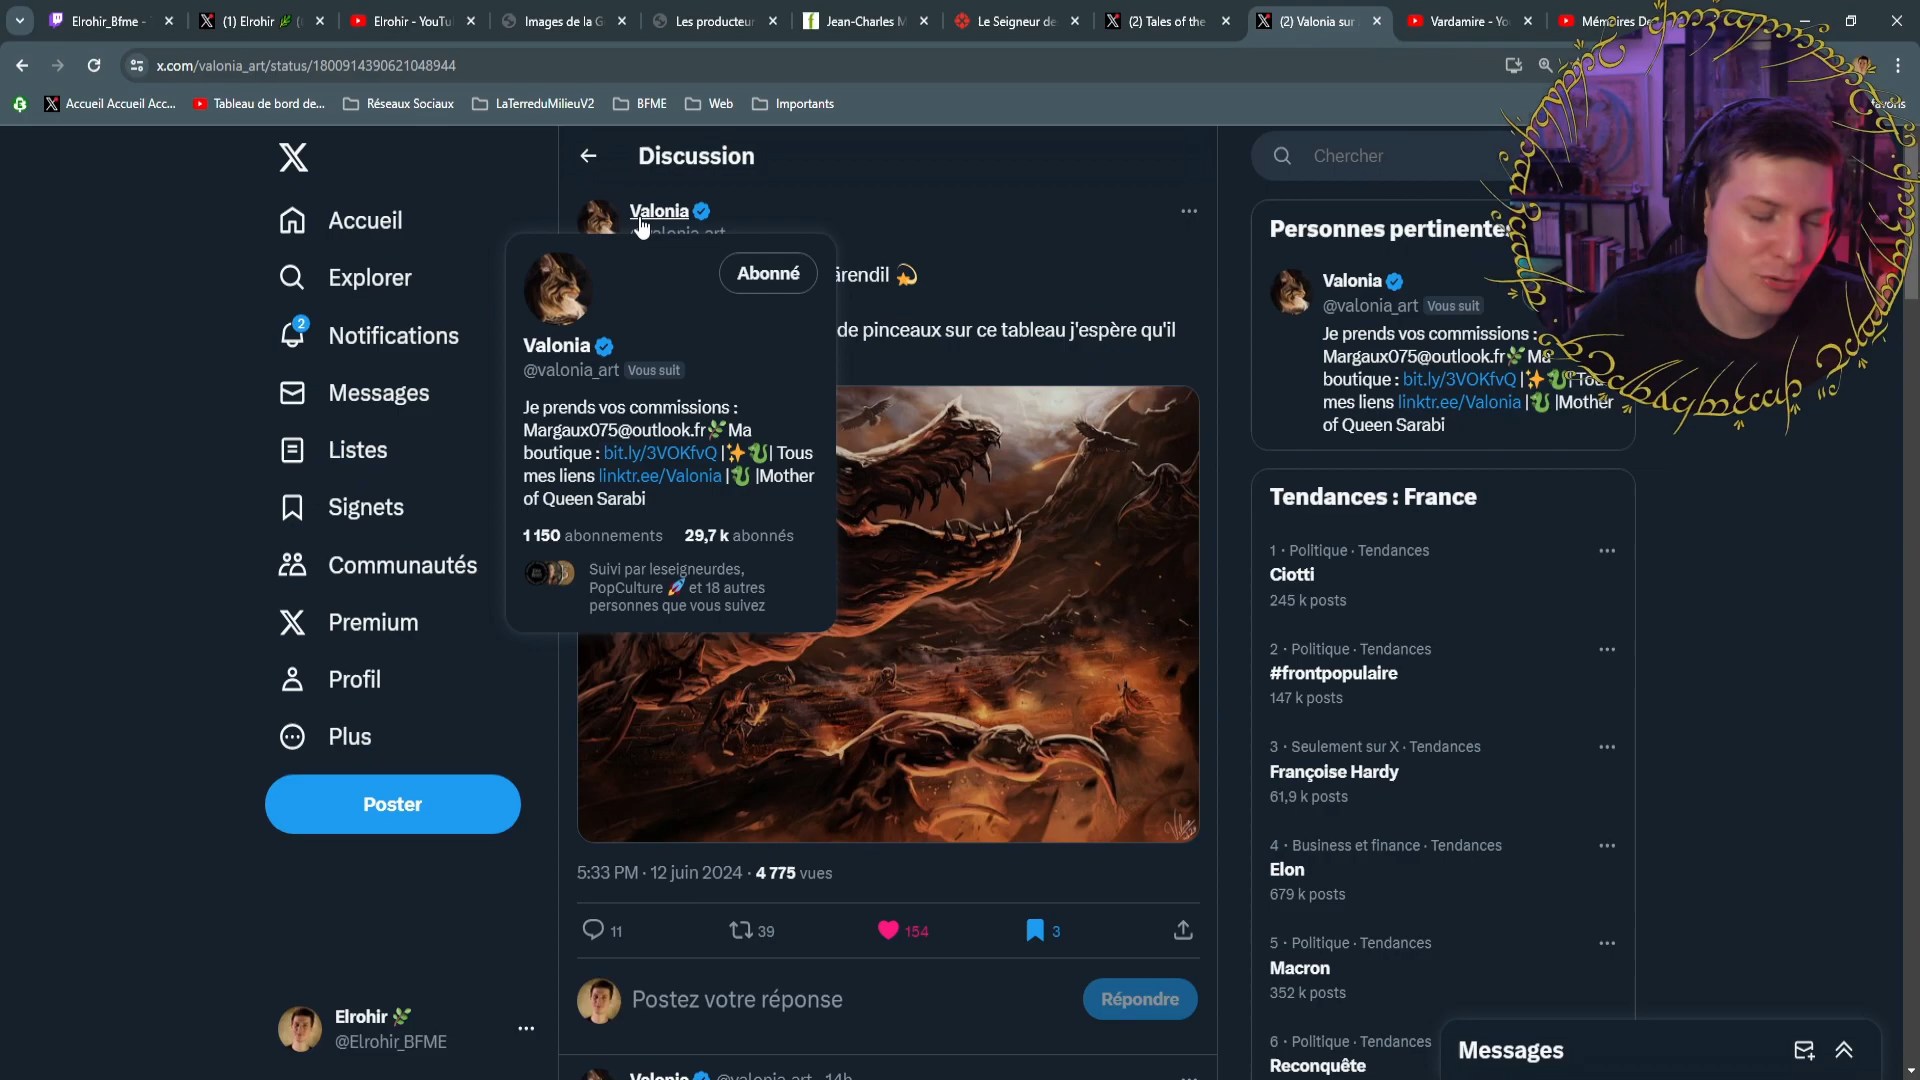 Elrohir_Bfme -
(1) Elrohir
Elrohir - YouTu
Images de la G
Les producteur
Jean-Charles M
Le Seigneur de
(2) Tales of the
(2) Valonia sur
Vardamire - Yo
Mémoires De
x.com/valonia_art/status/1800914390621048944
Accueil Accueil Acc...
Tableau de bord de...
Réseaux Sociaux
LaTerreduMilieuV2
BFME
Web
Importants
favoris
Discussion
Chercher
Accueil
Explorer
2
Notifications
Messages
Listes
Signets
Communautés
Premium
Profil
Plus
Poster
Elrohir 🌿
@Elrohir_BFME
Valonia
ärendil 💫
de pinceaux sur ce tableau j'espère qu'il
Abonné
Valonia
@valonia_art Vous suit
Je prends vos commissions :
Margaux075@outlook.fr🌿Ma
boutique : bit.ly/3VOKfvQ |✨🐉| Tous
mes liens linktr.ee/Valonia |🐉 |Mother
of Queen Sarabi
1 150 abonnements 29,7 k abonnés
Suivi par leseigneurdes,
PopCulture 🚀 et 18 autres
personnes que vous suivez
5:33 PM · 12 juin 2024 · 4 775 vues
11
39
154
3
Postez votre réponse
Répondre
Valonia @valonia_art · 14h
Personnes pertinentes
Valonia
@valonia_art Vous suit
Je prends vos commissions :
Margaux075@outlook.fr🌿Ma
boutique : bit.ly/3VOKfvQ |✨🐉| Tous
mes liens linktr.ee/Valonia |🐉 |Mother
of Queen Sarabi
Tendances : France
1 · Politique · Tendances
Ciotti
245 k posts
2 · Politique · Tendances
#frontpopulaire
147 k posts
3 · Seulement sur X · Tendances
Françoise Hardy
61,9 k posts
4 · Business et finance · Tendances
Elon
679 k posts
5 · Politique · Tendances
Macron
352 k posts
6 · Politique · Tendances
Reconquête
Messages